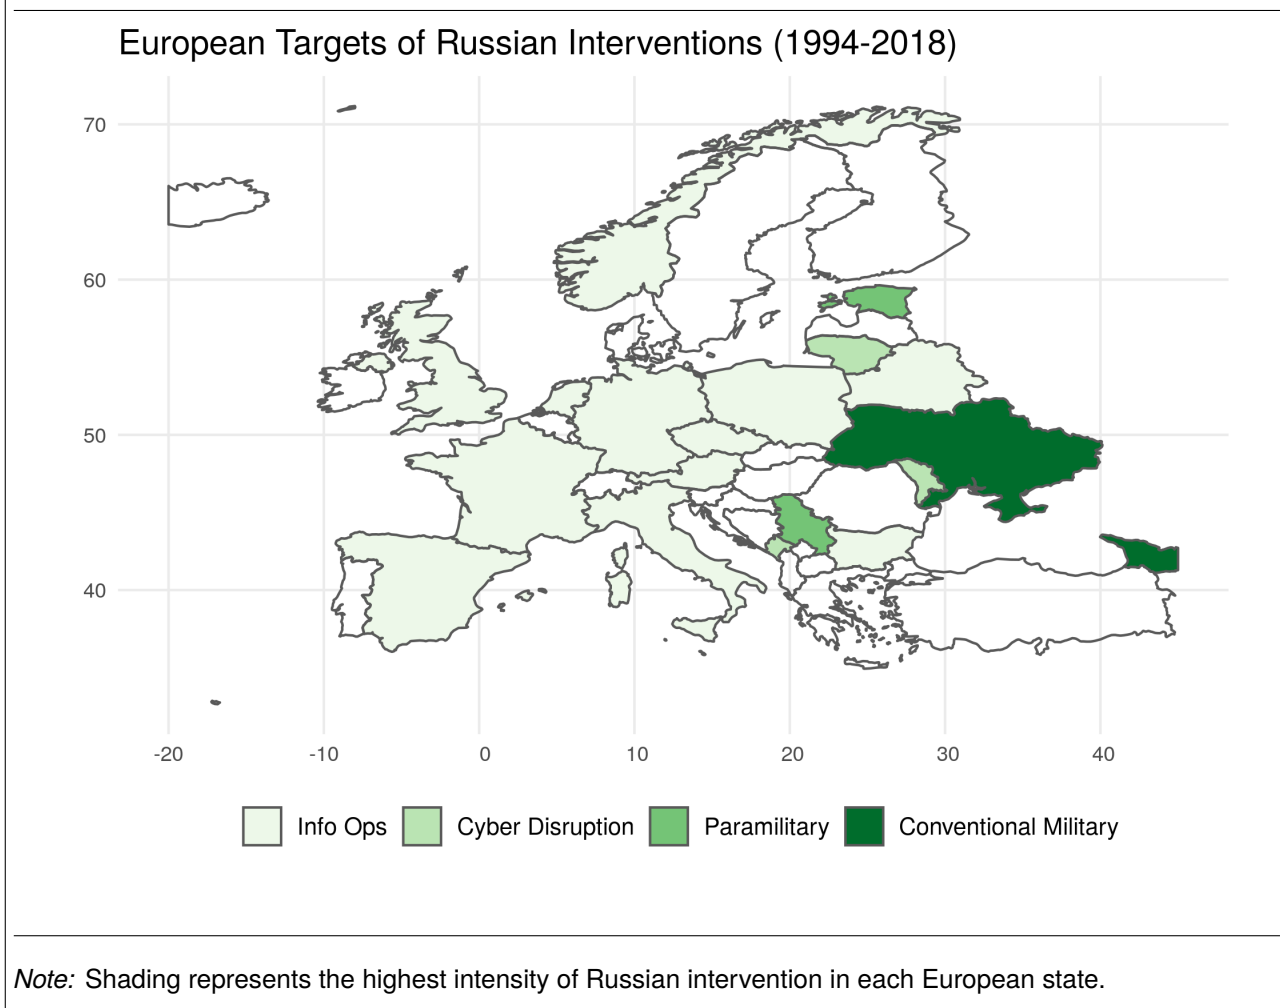 European Targets of Russian Interventions (1994-2018)
70
60
50
40
-20 -10 0 10 20 30 40
Info Ops Cyber Disruption Paramilitary Conventional Military
Note: Shading represents the highest intensity of Russian intervention in each European state.